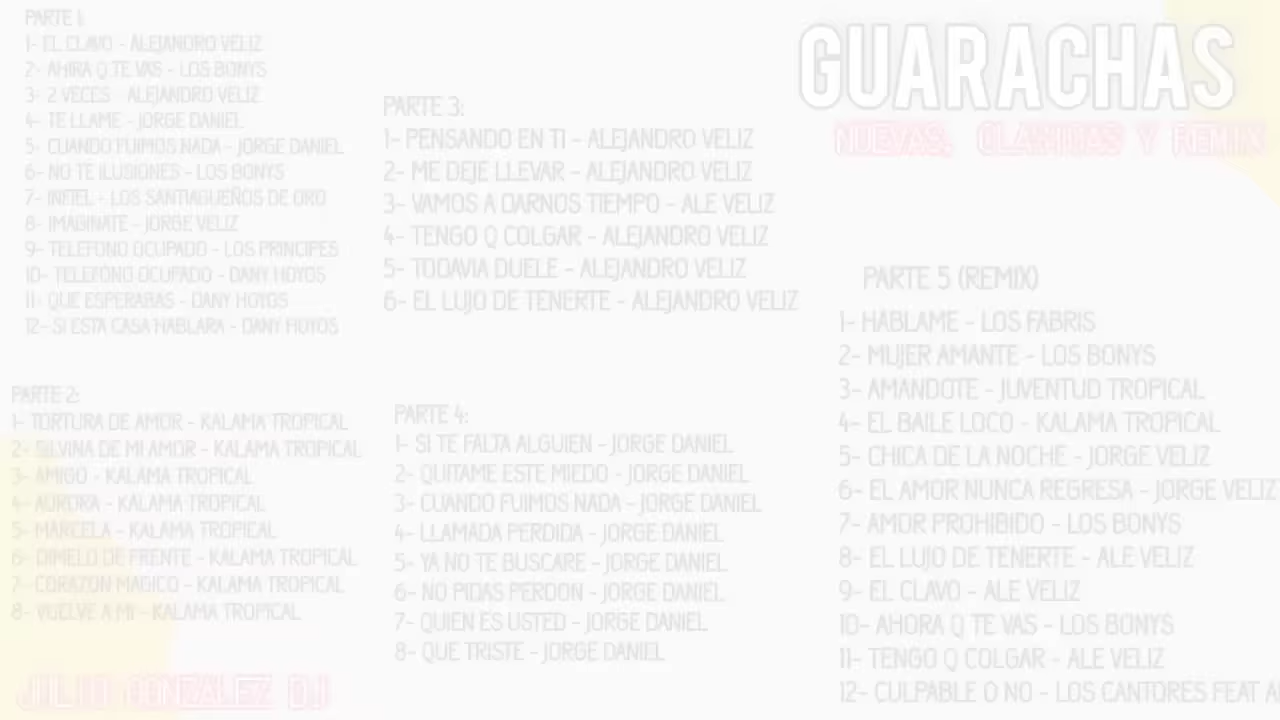 PARTE 1:
1- EL CLAVO - ALEJANDRO VELIZ
2- AHIRA Q TE VAS - LOS BONYS
3- 2 VECES - ALEJANDRO VELIZ
4- TE LLAME - JORGE DANIEL
5- CUANDO FUIMOS NADA - JORGE DANIEL
6- NO TE ILUSIONES - LOS BONYS
7- INFIEL - LOS SANTIAGUEÑOS DE ORO
8- IMAGINATE - JORGE VELIZ
9- TELEFONO OCUPADO - LOS PRINCIPES
10- TELEFONO OCUPADO - DANY HOYOS
11- QUE ESPERABAS - DANY HOYOS
12- SI ESTA CASA HABLARA - DANY HOYOS
PARTE 2:
1- TORTURA DE AMOR - KALAMA TROPICAL
2- SILVINA DE MI AMOR - KALAMA TROPICAL
3- AMIGO - KALAMA TROPICAL
4- AURORA - KALAMA TROPICAL
5- MARCELA - KALAMA TROPICAL
6- DIMELO DE FRENTE - KALAMA TROPICAL
7- CORAZON MAGICO - KALAMA TROPICAL
8- VUELVE A MI - KALAMA TROPICAL
JULIO GONZALEZ DJ
PARTE 3:
1- PENSANDO EN TI - ALEJANDRO VELIZ
2- ME DEJE LLEVAR - ALEJANDRO VELIZ
3- VAMOS A DARNOS TIEMPO - ALE VELIZ
4- TENGO Q COLGAR - ALEJANDRO VELIZ
5- TODAVIA DUELE - ALEJANDRO VELIZ
6- EL LUJO DE TENERTE - ALEJANDRO VELIZ
PARTE 4:
1- SI TE FALTA ALGUIEN - JORGE DANIEL
2- QUITAME ESTE MIEDO - JORGE DANIEL
3- CUANDO FUIMOS NADA - JORGE DANIEL
4- LLAMADA PERDIDA - JORGE DANIEL
5- YA NO TE BUSCARE - JORGE DANIEL
6- NO PIDAS PERDON - JORGE DANIEL
7- QUIEN ES USTED - JORGE DANIEL
8- QUE TRISTE - JORGE DANIEL
GUARACHAS
NUEVAS, CLASICAS Y REMIX
PARTE 5 (REMIX)
1- HABLAME - LOS FABRIS
2- MUJER AMANTE - LOS BONYS
3- AMANDOTE - JUVENTUD TROPICAL
4- EL BAILE LOCO - KALAMA TROPICAL
5- CHICA DE LA NOCHE - JORGE VELIZ
6- EL AMOR NUNCA REGRESA - JORGE VELIZ
7- AMOR PROHIBIDO - LOS BONYS
8- EL LUJO DE TENERTE - ALE VELIZ
9- EL CLAVO - ALE VELIZ
10- AHORA Q TE VAS - LOS BONYS
11- TENGO Q COLGAR - ALE VELIZ
12- CULPABLE O NO - LOS CANTORES FEAT